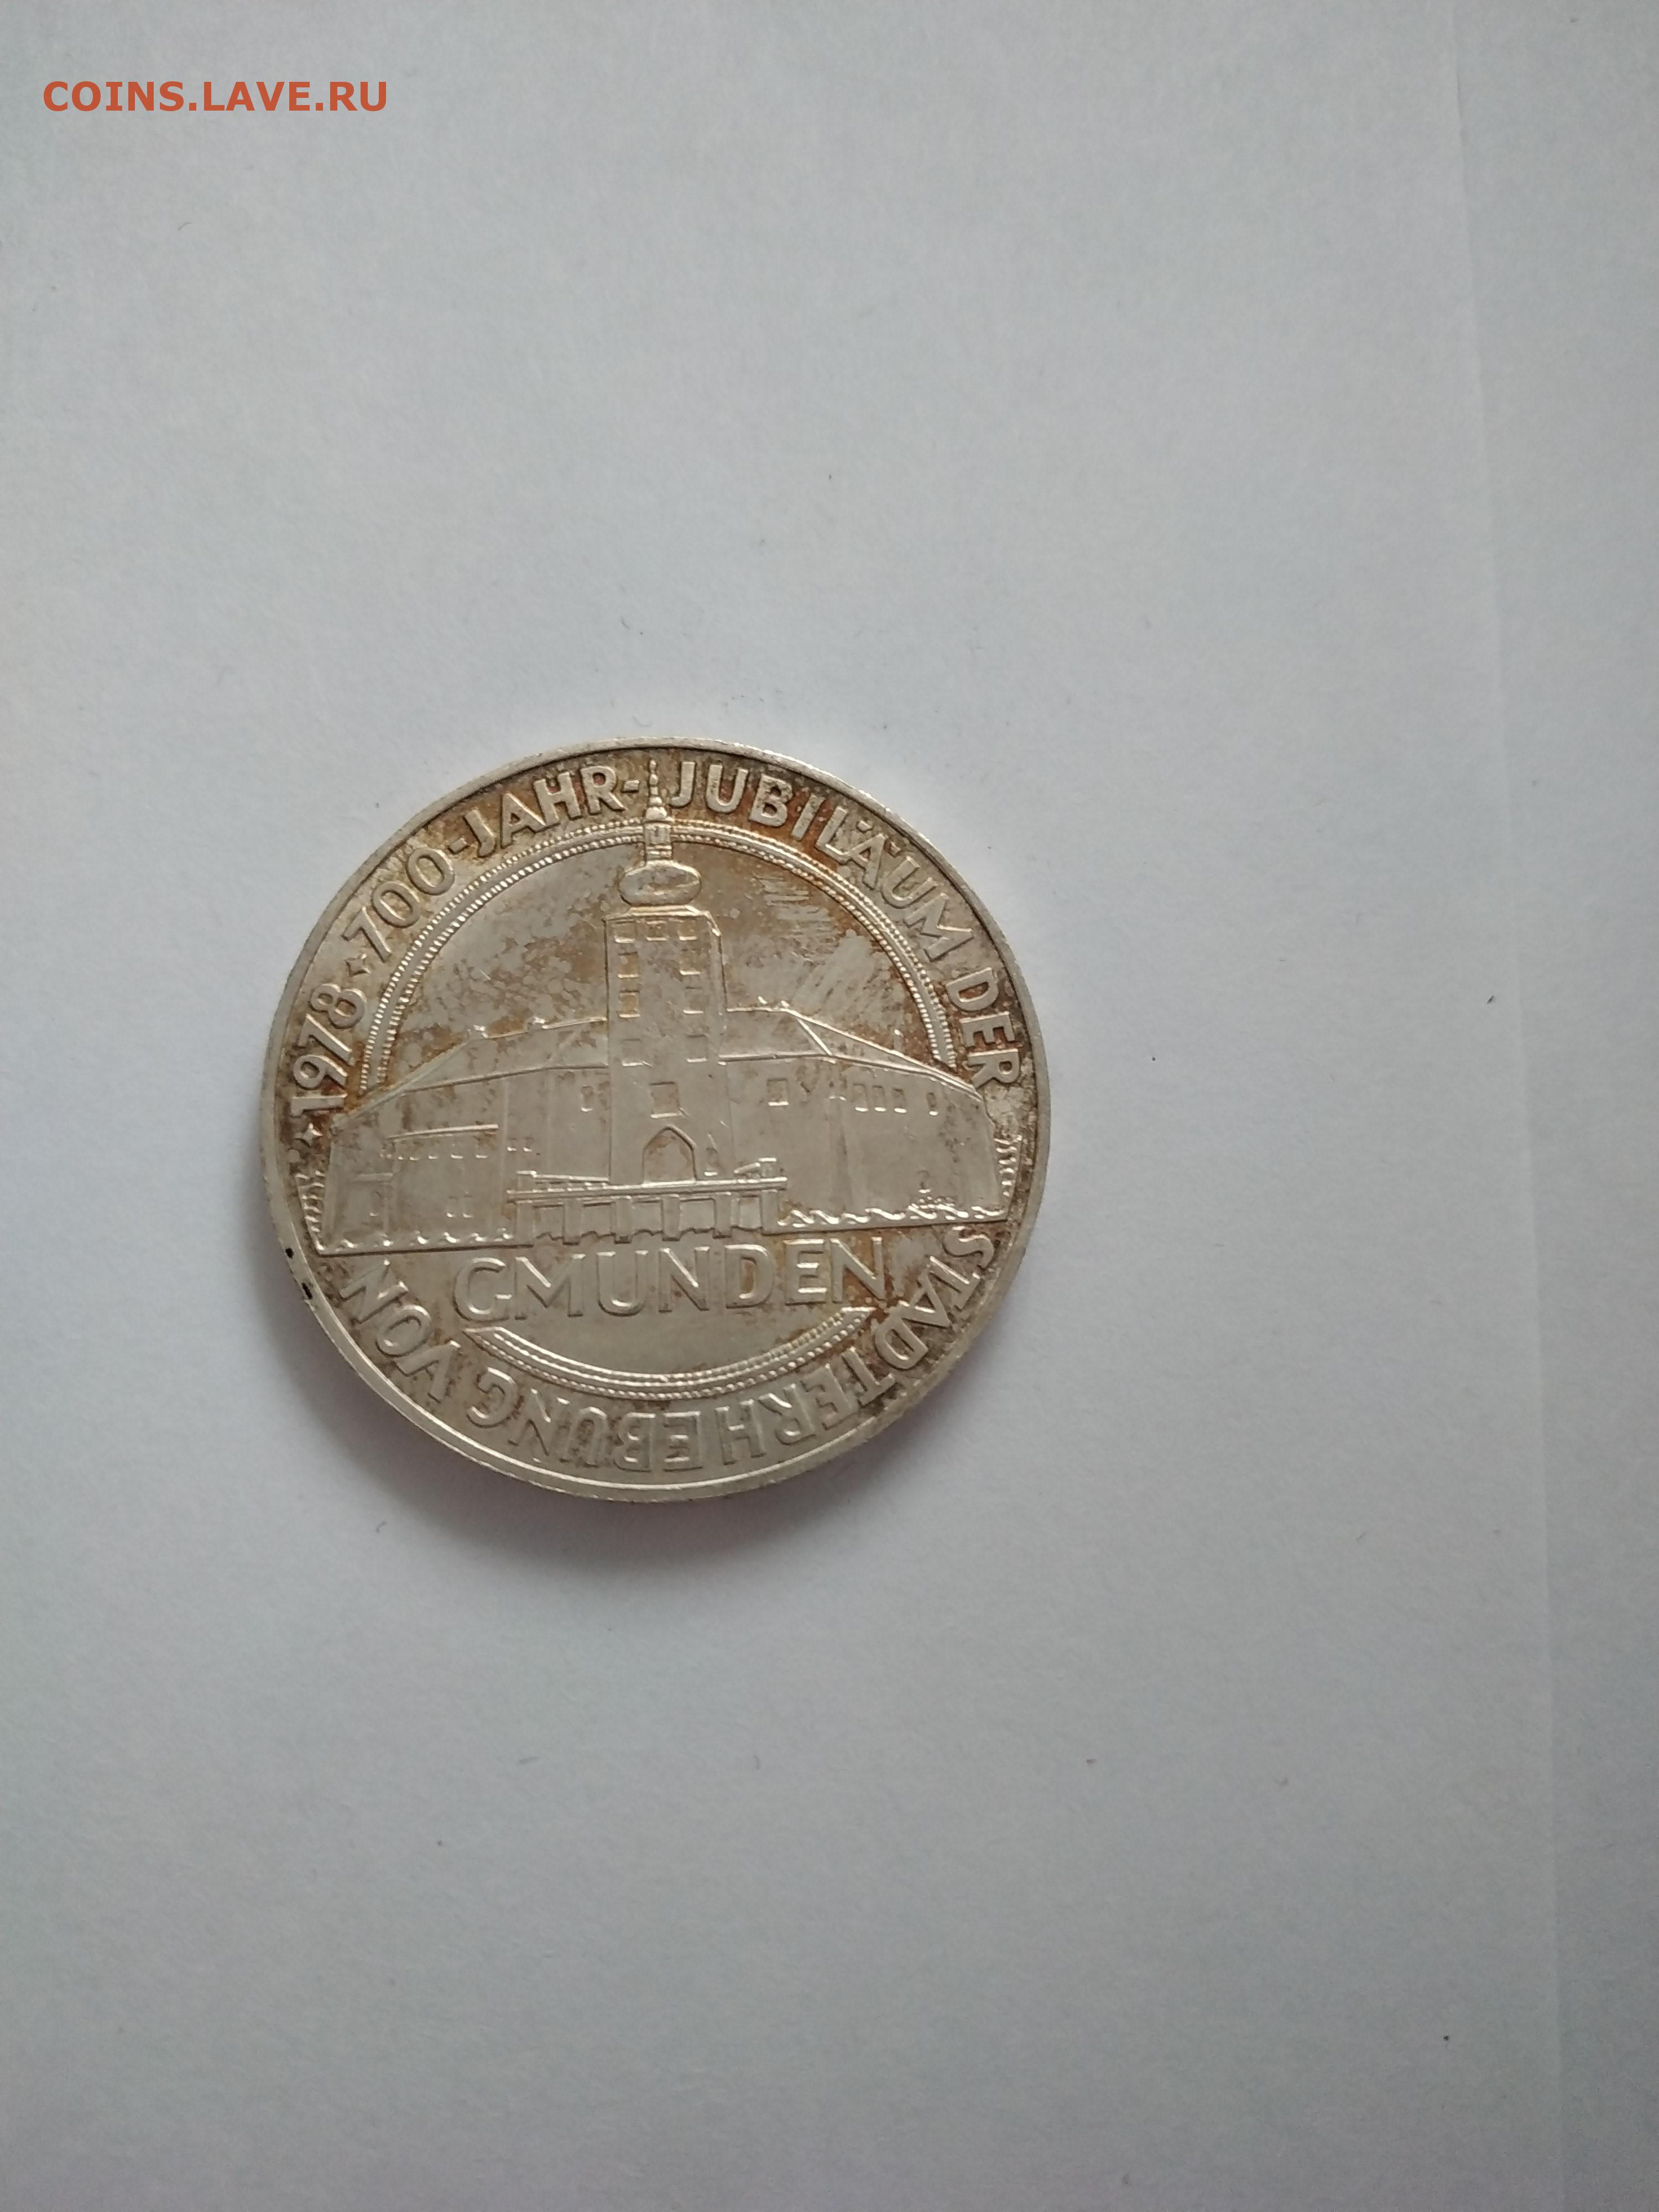 COINS.LAVE.RU
1978 · 700-JAHR-JUBILÄUM DER STADTERHEBUNG VON
GMUNDEN